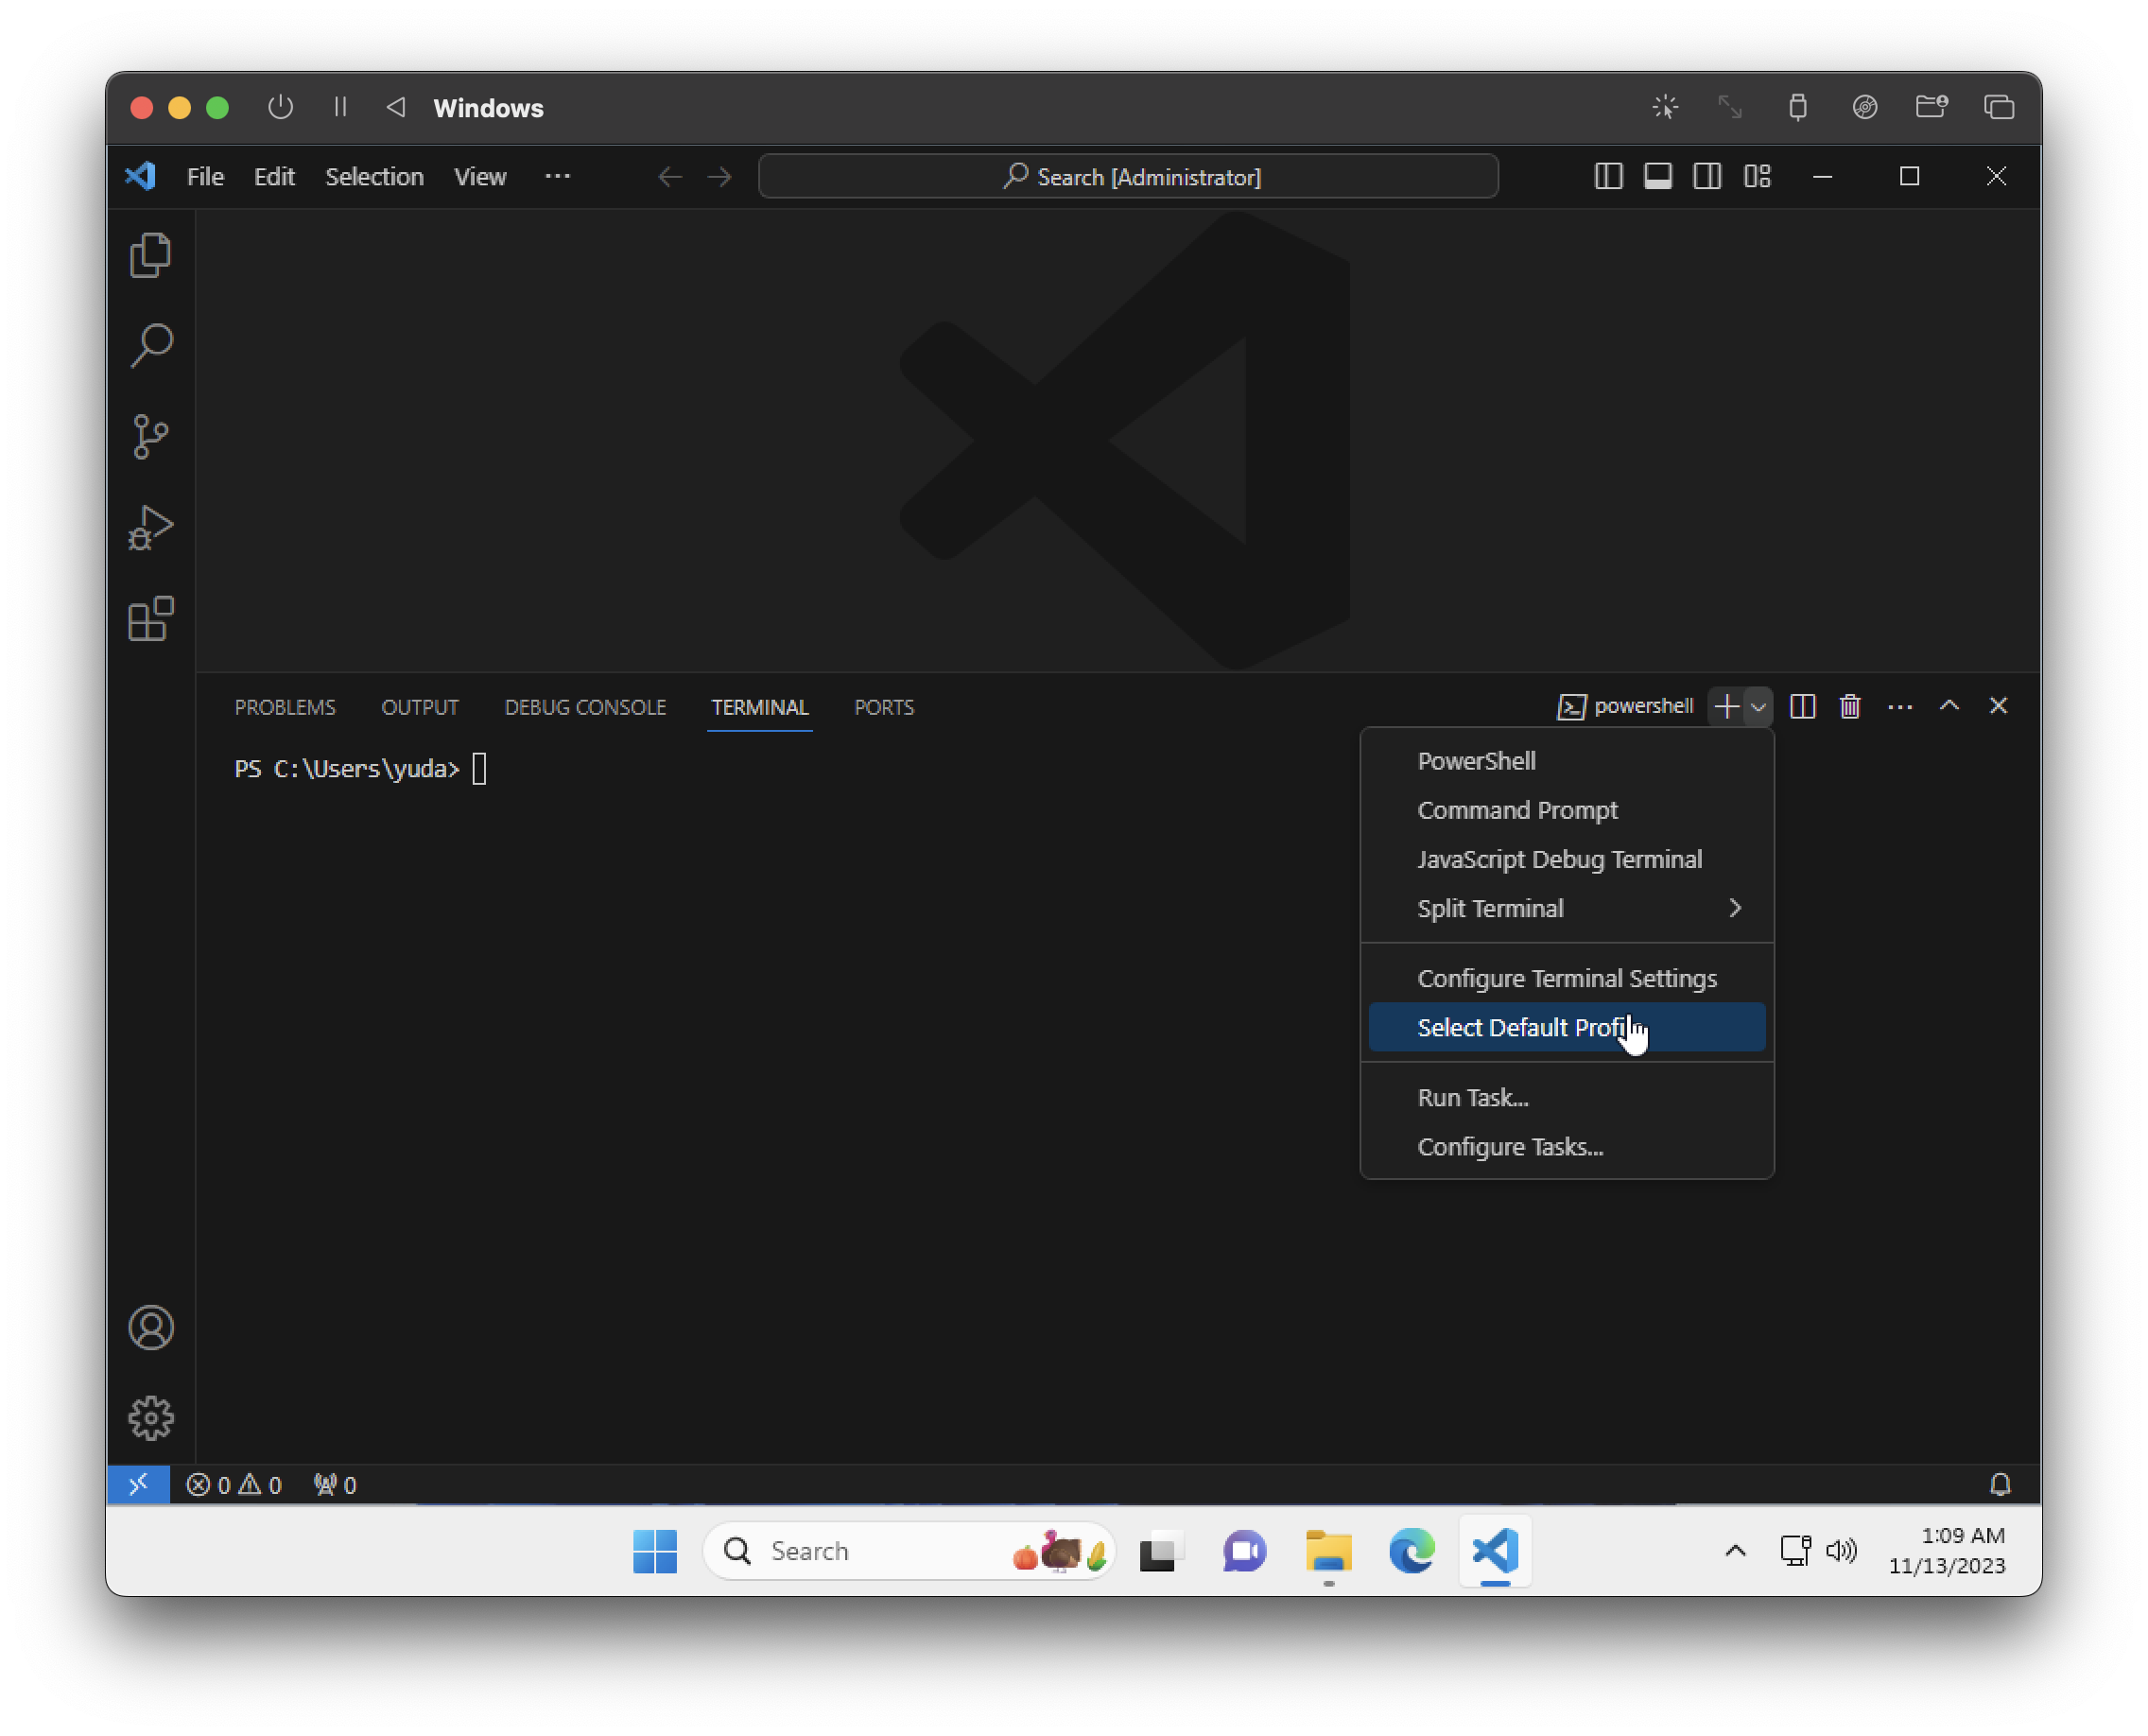 Windows
File Edit Selection View ··· Search [Administrator]
PROBLEMS OUTPUT DEBUG CONSOLE TERMINAL PORTS powershell
PS C:\Users\yuda>
PowerShell
Command Prompt
JavaScript Debug Terminal
Split Terminal
Configure Terminal Settings
Select Default
Run Task...
Configure Tasks...
0 0 0
Search
1:09 AM
11/13/2023